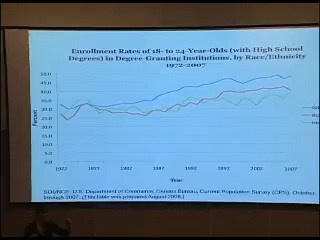 Enrollment Rates of 18- to 24-Year-Olds (with High School
Degrees) in Degree-Granting Institutions, by Race/Ethnicity
1972-2007
50.0
45.0
40.0
35.0
30.0
25.0
20.0
15.0
10.0
5.0
0.0
Percent
1972 1977 1982 1987 1992 1997 2002 2007
Year
SOURCE: U.S. Department of Commerce, Census Bureau, Current Population Survey (CPS), October,
through 2007. (This table was prepared August 2008.)